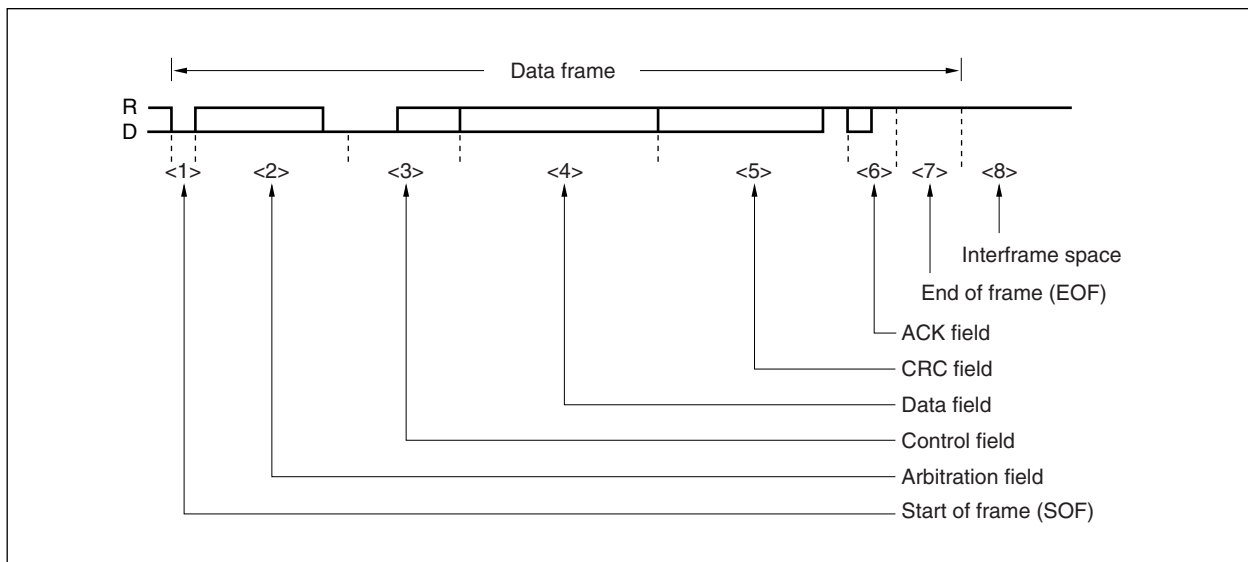 Data frame
R
D
<1> <2> <3> <4> <5> <6> <7> <8>
Interframe space
End of frame (EOF)
ACK field
CRC field
Data field
Control field
Arbitration field
Start of frame (SOF)